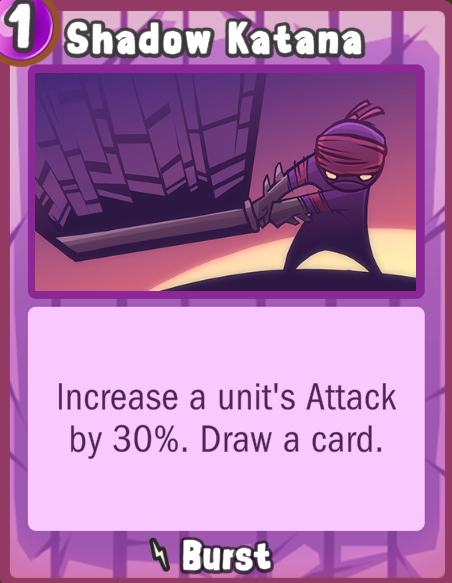 1
Shadow Katana
Increase a unit's Attack
by 30%. Draw a card.
Burst